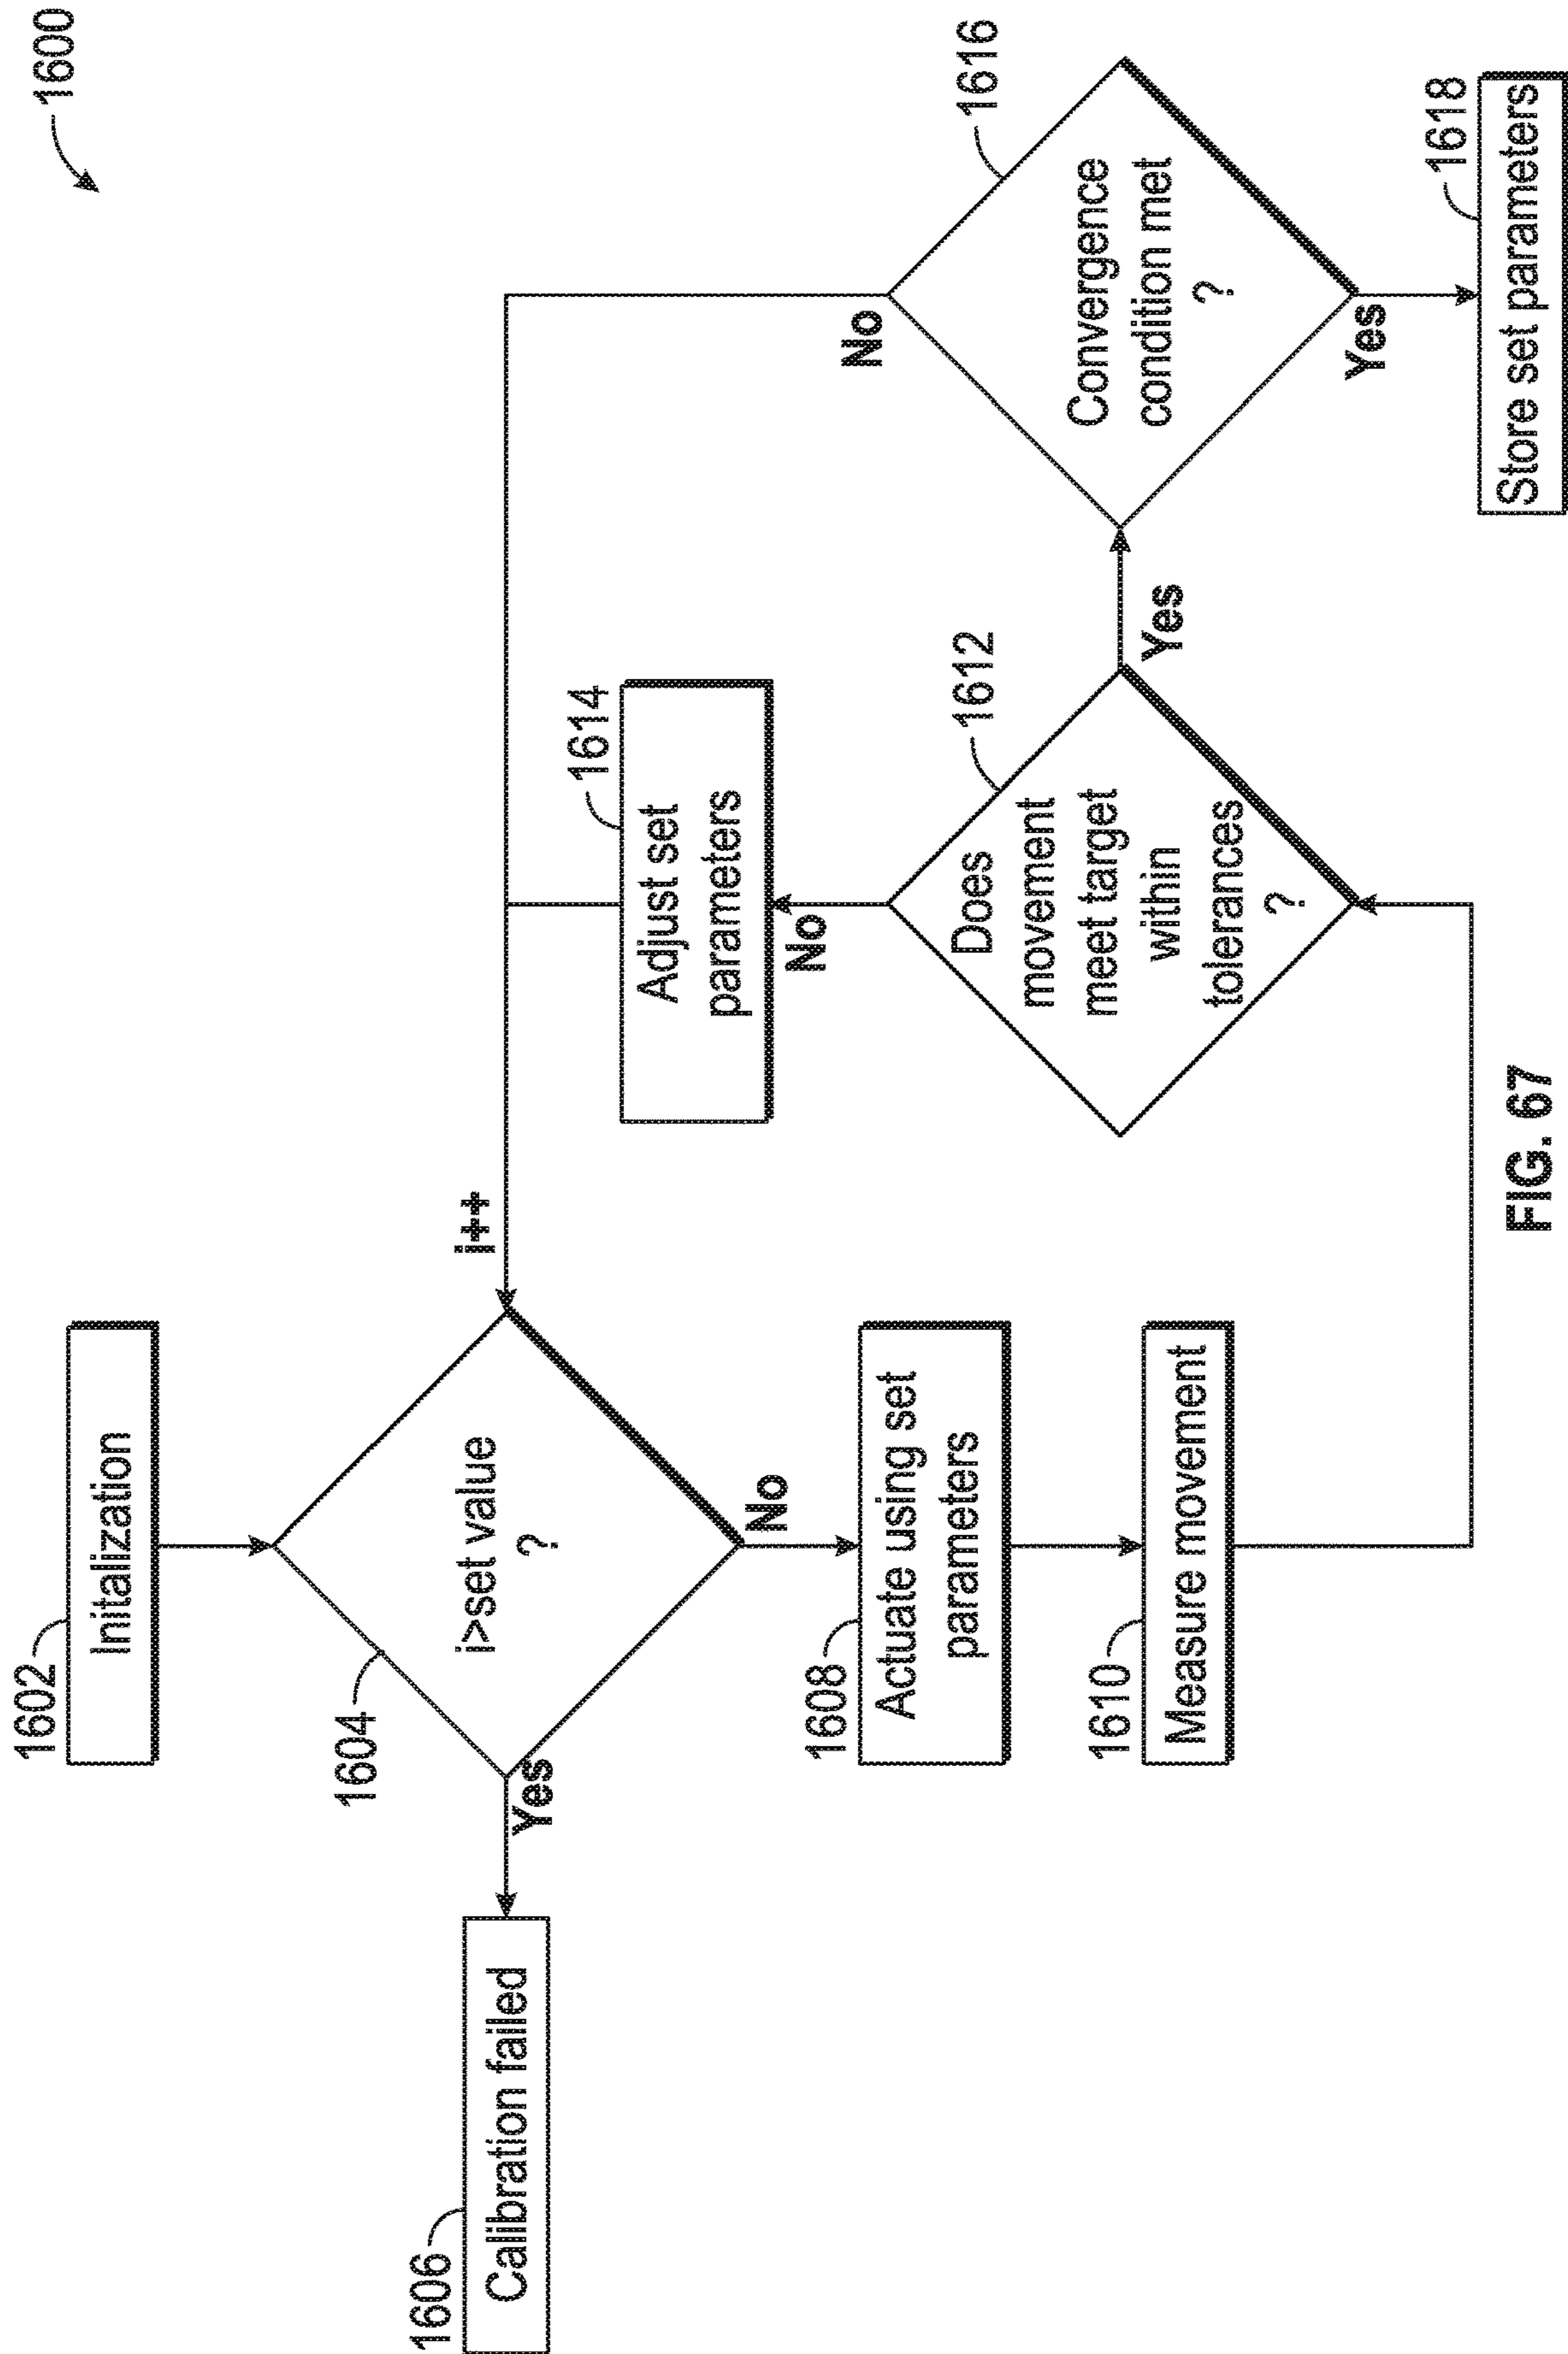 1600
1602
Initalization
1604
i>set value
?
i++
Yes
No
1606
Calibration failed
1608
Actuate using set
parameters
1610
Measure movement
1612
Does
movement
meet target
within
tolerances
?
No
Yes
1614
Adjust set
parameters
1616
Convergence
condition met
?
No
Yes
1618
Store set parameters
FIG. 67